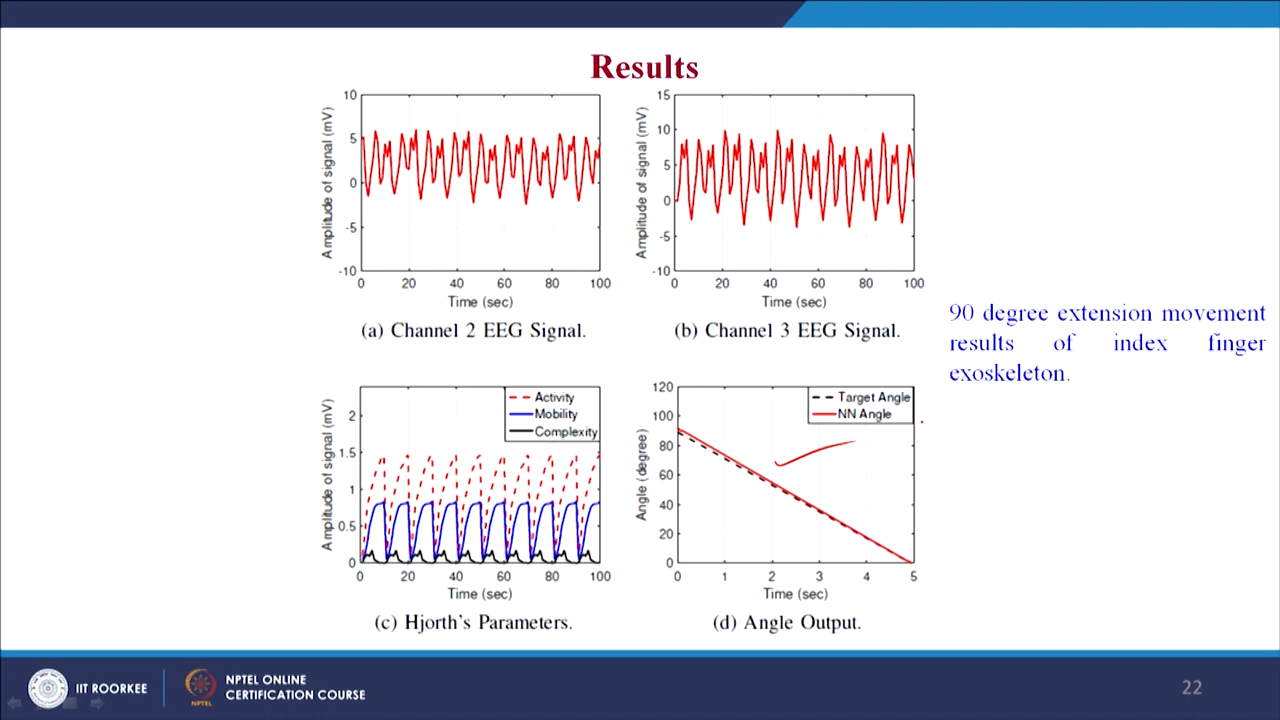 Results
10
5
0
-5
-10
Amplitude of signal (mV)
0 20 40 60 80 100
Time (sec)
(a) Channel 2 EEG Signal.
15
10
5
0
-5
-10
Amplitude of signal (mV)
0 20 40 60 80 100
Time (sec)
(b) Channel 3 EEG Signal.
90 degree extension movement
results of index finger
exoskeleton.
2
1.5
1
0.5
0
Amplitude of signal (mV)
Activity
Mobility
Complexity
0 20 40 60 80 100
Time (sec)
(c) Hjorth's Parameters.
120
100
80
60
40
20
0
Angle (degree)
Target Angle
NN Angle
0 1 2 3 4 5
Time (sec)
(d) Angle Output.
IIT ROORKEE
NPTEL
NPTEL ONLINE
CERTIFICATION COURSE
22